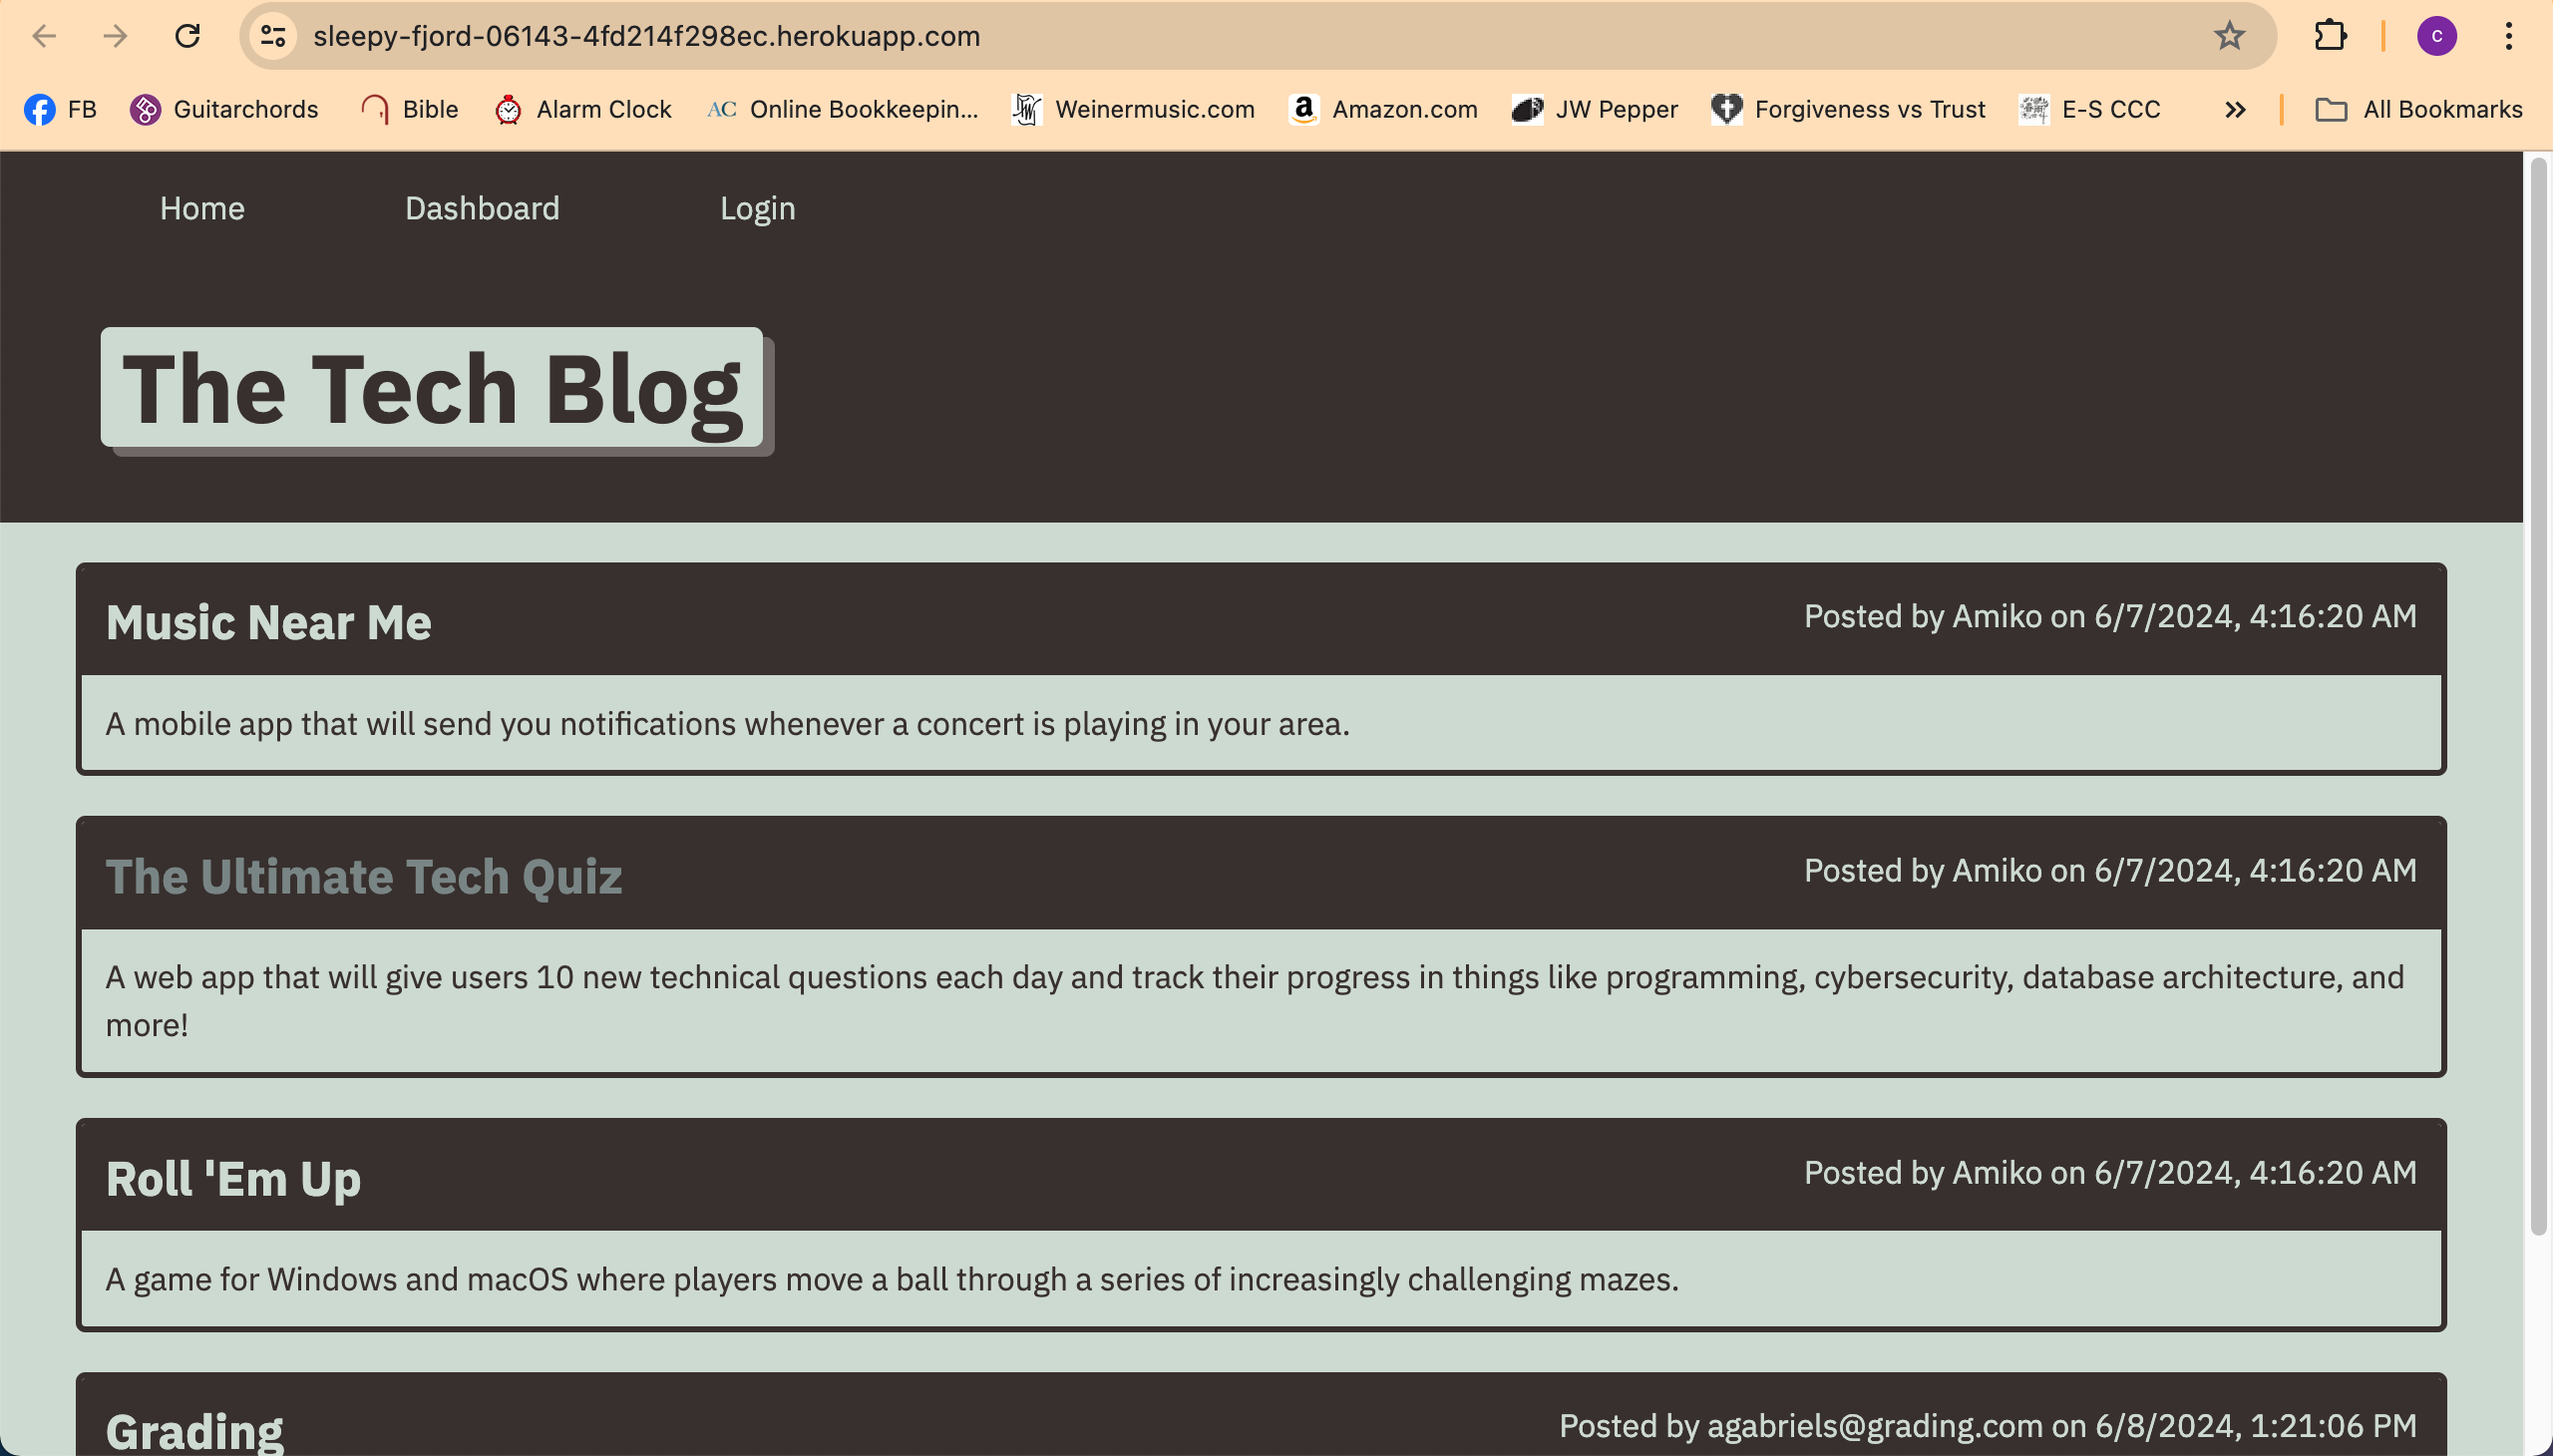 sleepy-fjord-06143-4fd214f298ec.herokuapp.com
C
FB Guitarchords Bible Alarm Clock AC Online Bookkeepin... Weinermusic.com a Amazon.com JW Pepper Forgiveness vs Trust E-S CCC » All Bookmarks
Home Dashboard Login
The Tech Blog
Music Near Me Posted by Amiko on 6/7/2024, 4:16:20 AM
A mobile app that will send you notifications whenever a concert is playing in your area.
The Ultimate Tech Quiz Posted by Amiko on 6/7/2024, 4:16:20 AM
A web app that will give users 10 new technical questions each day and track their progress in things like programming, cybersecurity, database architecture, and
more!
Roll 'Em Up Posted by Amiko on 6/7/2024, 4:16:20 AM
A game for Windows and macOS where players move a ball through a series of increasingly challenging mazes.
Grading Posted by agabriels@grading.com on 6/8/2024, 1:21:06 PM